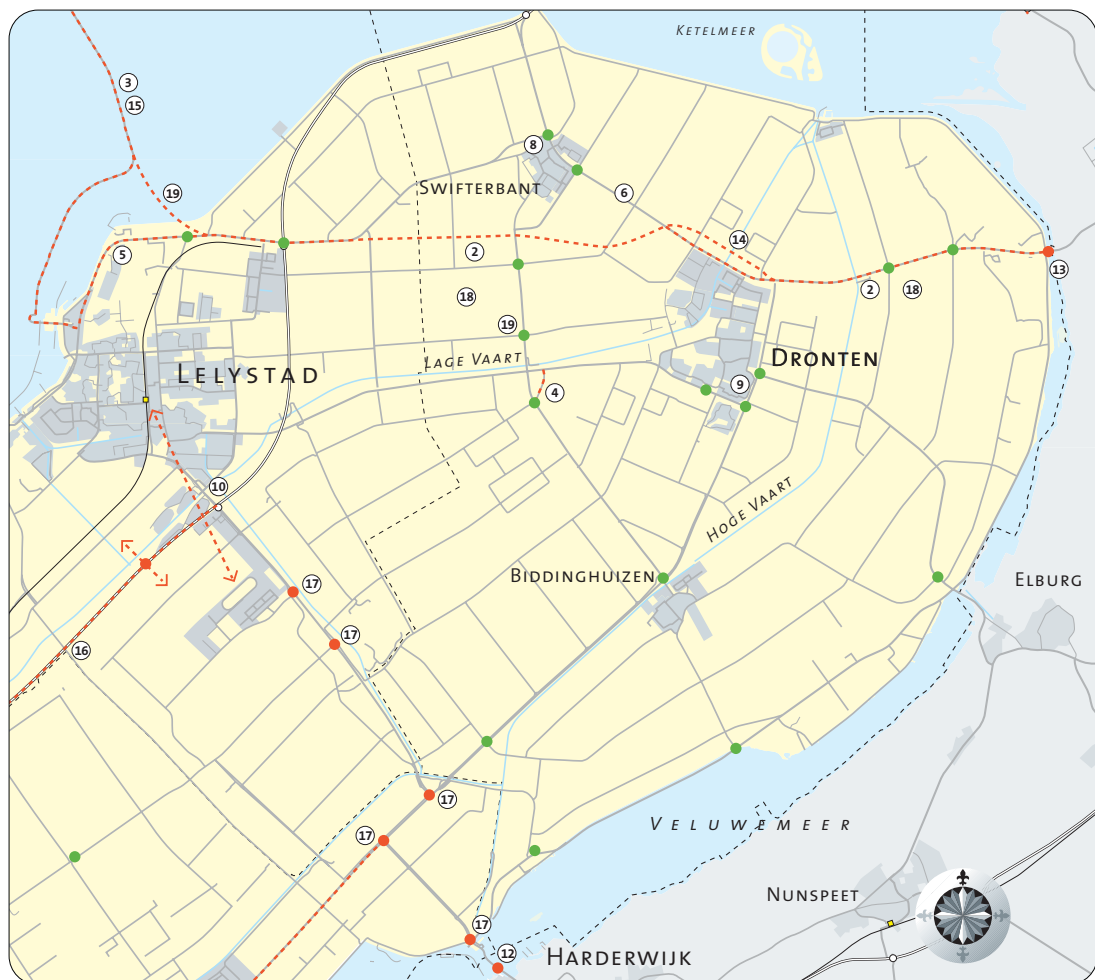 KETELMEER
3
15
8
SWIFTERBANT
6
19
5
2
14
18
2
18
13
19
LAGE VAART
DRONTEN
LELYSTAD
9
4
10
HOGE VAART
BIDDINGHUIZEN
ELBURG
17
17
16
17
VELUWEMEER
17
NUNSPEET
17
12
HARDERWIJK